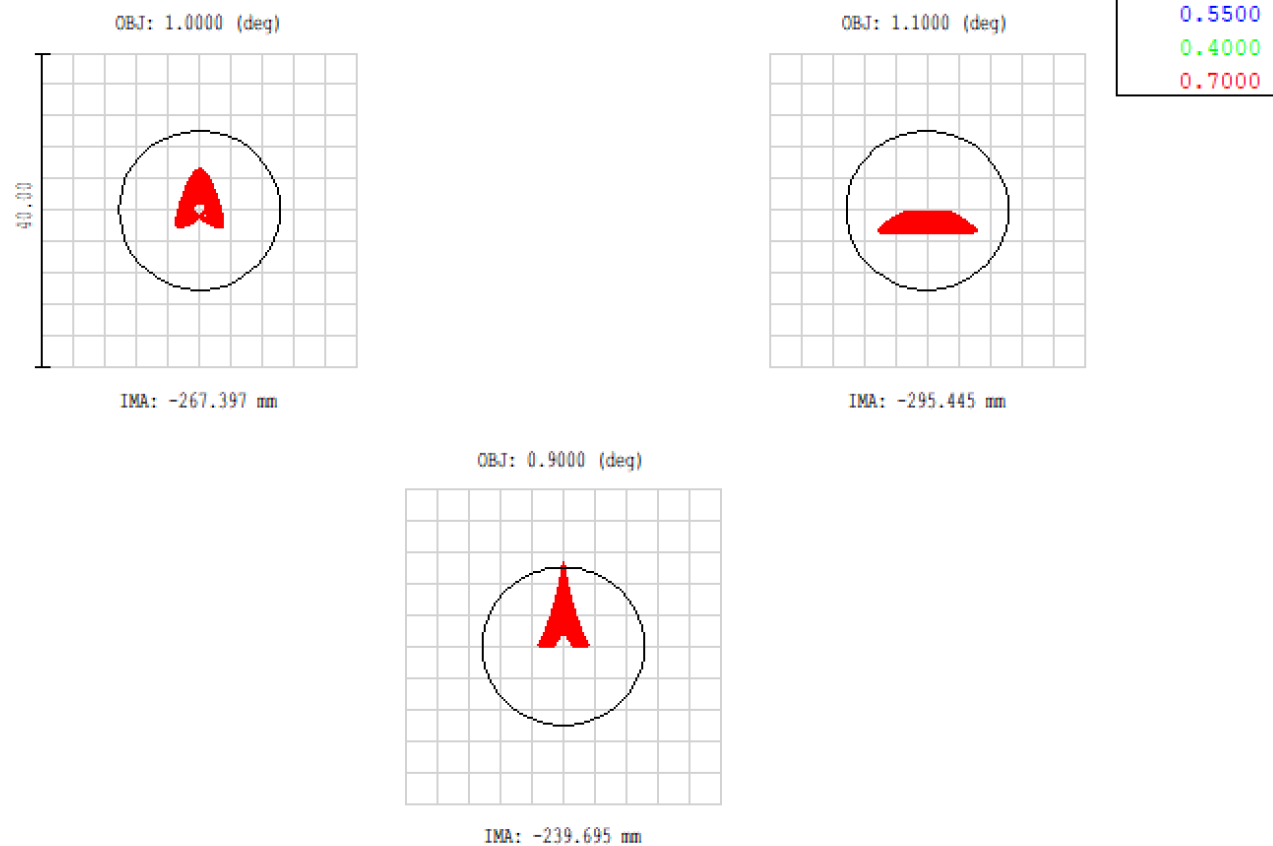 OBJ: 1.0000 (deg)
OBJ: 1.1000 (deg)
0.5500
0.4000
0.7000
40.00
IMA: -267.397 mm
IMA: -295.445 mm
OBJ: 0.9000 (deg)
IMA: -239.695 mm